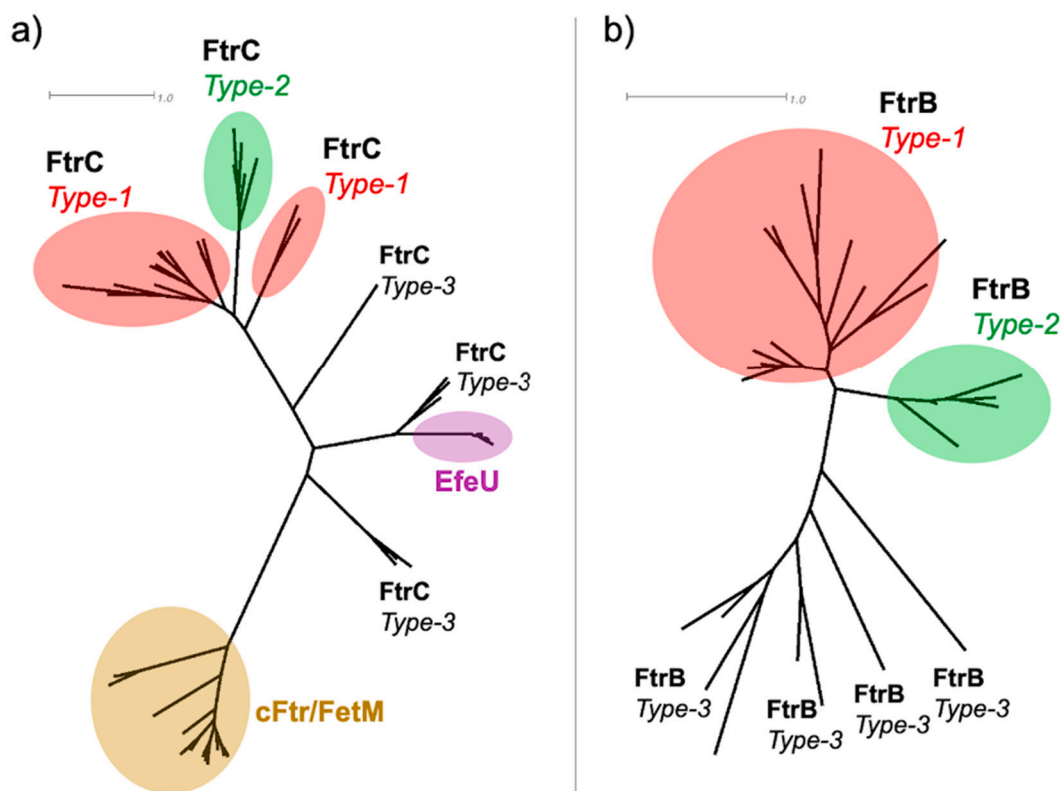 a)
FtrC
Type-2
1.0
FtrC
Type-1
FtrC
Type-1
FtrC
Type-3
FtrC
Type-3
EfeU
FtrC
Type-3
cFtr/FetM
b)
1.0
FtrB
Type-1
FtrB
Type-2
FtrB
Type-3
FtrB
Type-3
FtrB
Type-3
FtrB
Type-3